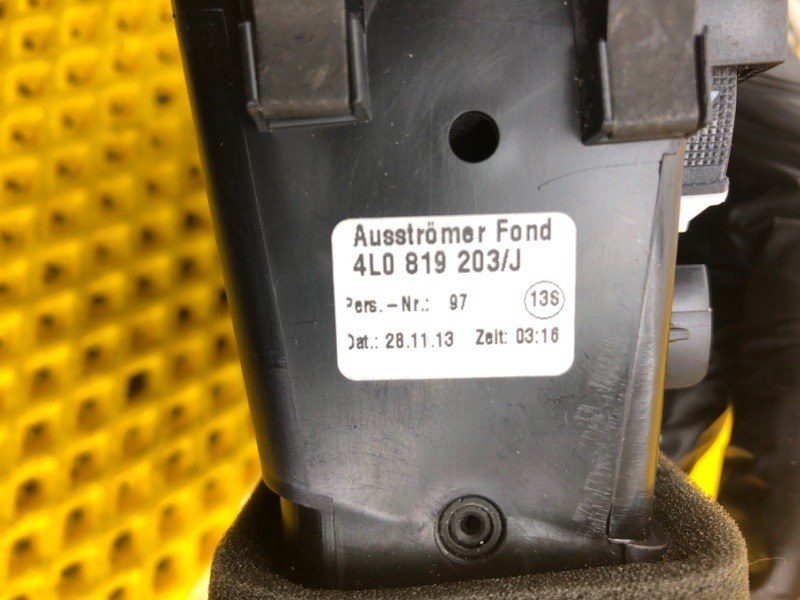 Ausströmer Fond
4L0 819 203/J
Pers.-Nr.: 97 13S
Dat.: 28.11.13 Zeit: 03:16